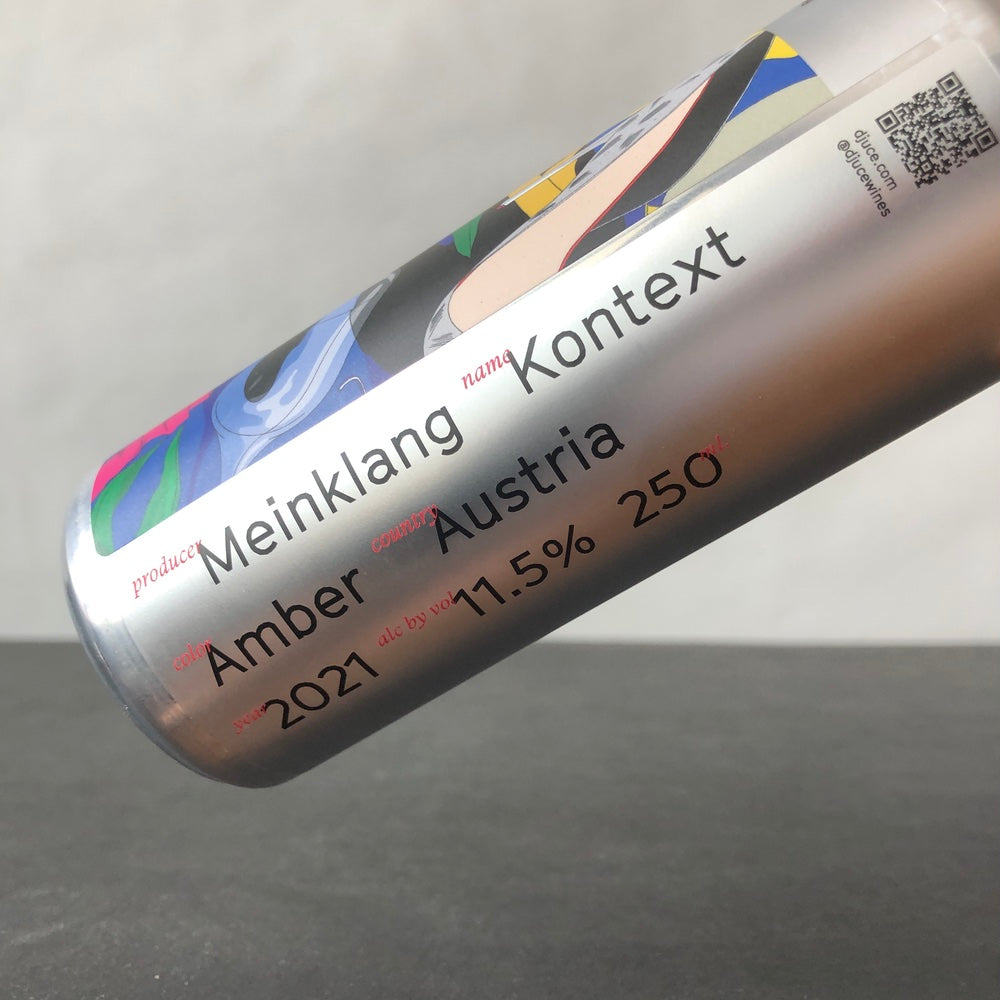 producer Meinklang name Kontext
color Amber country Austria
year 2021 alc by vol 11.5% 250 ml
djuce.com
@djucewines